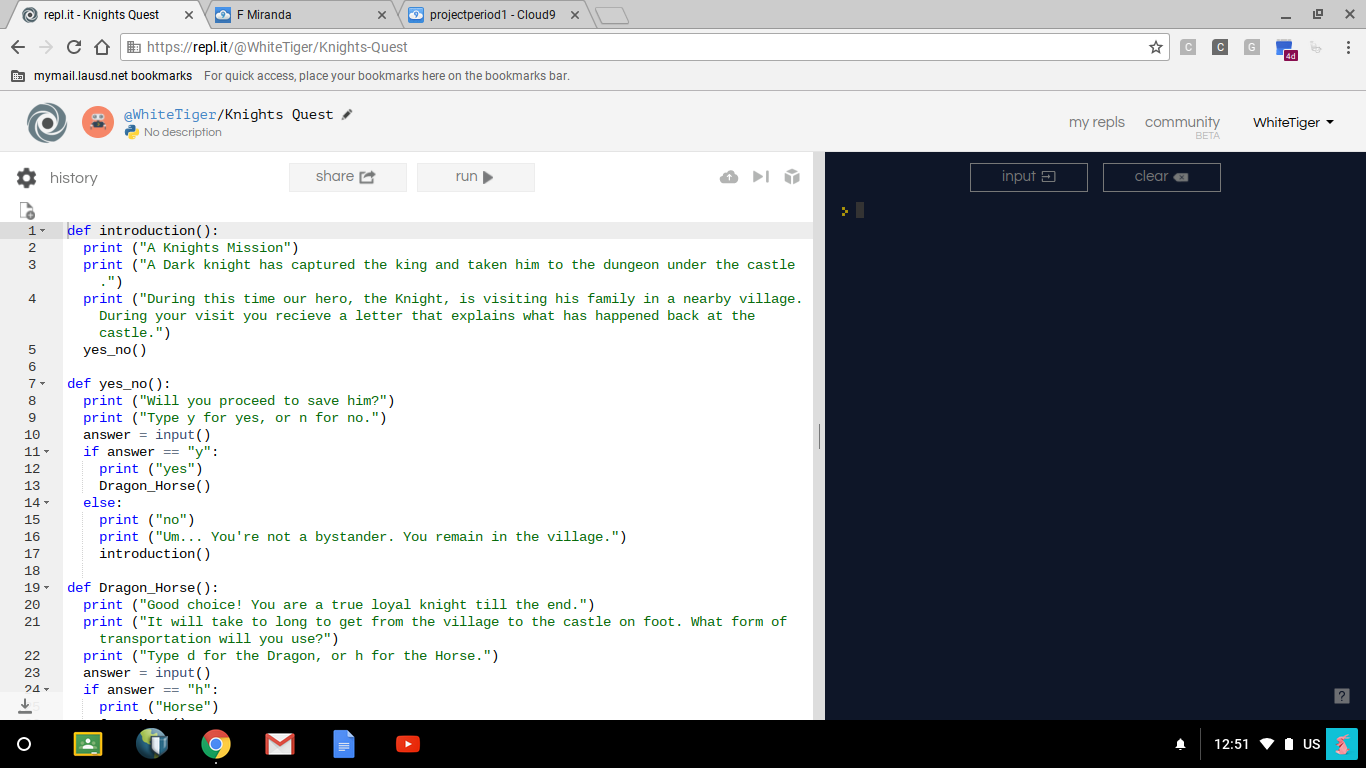 repl.it - Knights Quest
F Miranda
projectperiod1 - Cloud9
https://repl.it/@WhiteTiger/Knights-Quest
C C G 4d
mymail.lausd.net bookmarks For quick access, place your bookmarks here on the bookmarks bar.
@WhiteTiger/Knights Quest
No description
my repls community BETA WhiteTiger
history share run
input clear
1 def introduction():
2 print ("A Knights Mission")
3 print ("A Dark knight has captured the king and taken him to the dungeon under the castle
.")
4 print ("During this time our hero, the Knight, is visiting his family in a nearby village.
During your visit you recieve a letter that explains what has happened back at the
castle.")
5 yes_no()
6
7 def yes_no():
8 print ("Will you proceed to save him?")
9 print ("Type y for yes, or n for no.")
10 answer = input()
11 if answer == "y":
12 print ("yes")
13 Dragon_Horse()
14 else:
15 print ("no")
16 print ("Um... You're not a bystander. You remain in the village.")
17 introduction()
18
19 def Dragon_Horse():
20 print ("Good choice! You are a true loyal knight till the end.")
21 print ("It will take to long to get from the village to the castle on foot. What form of
transportation will you use?")
22 print ("Type d for the Dragon, or h for the Horse.")
23 answer = input()
24 if answer == "h":
print ("Horse")
?
12:51 US